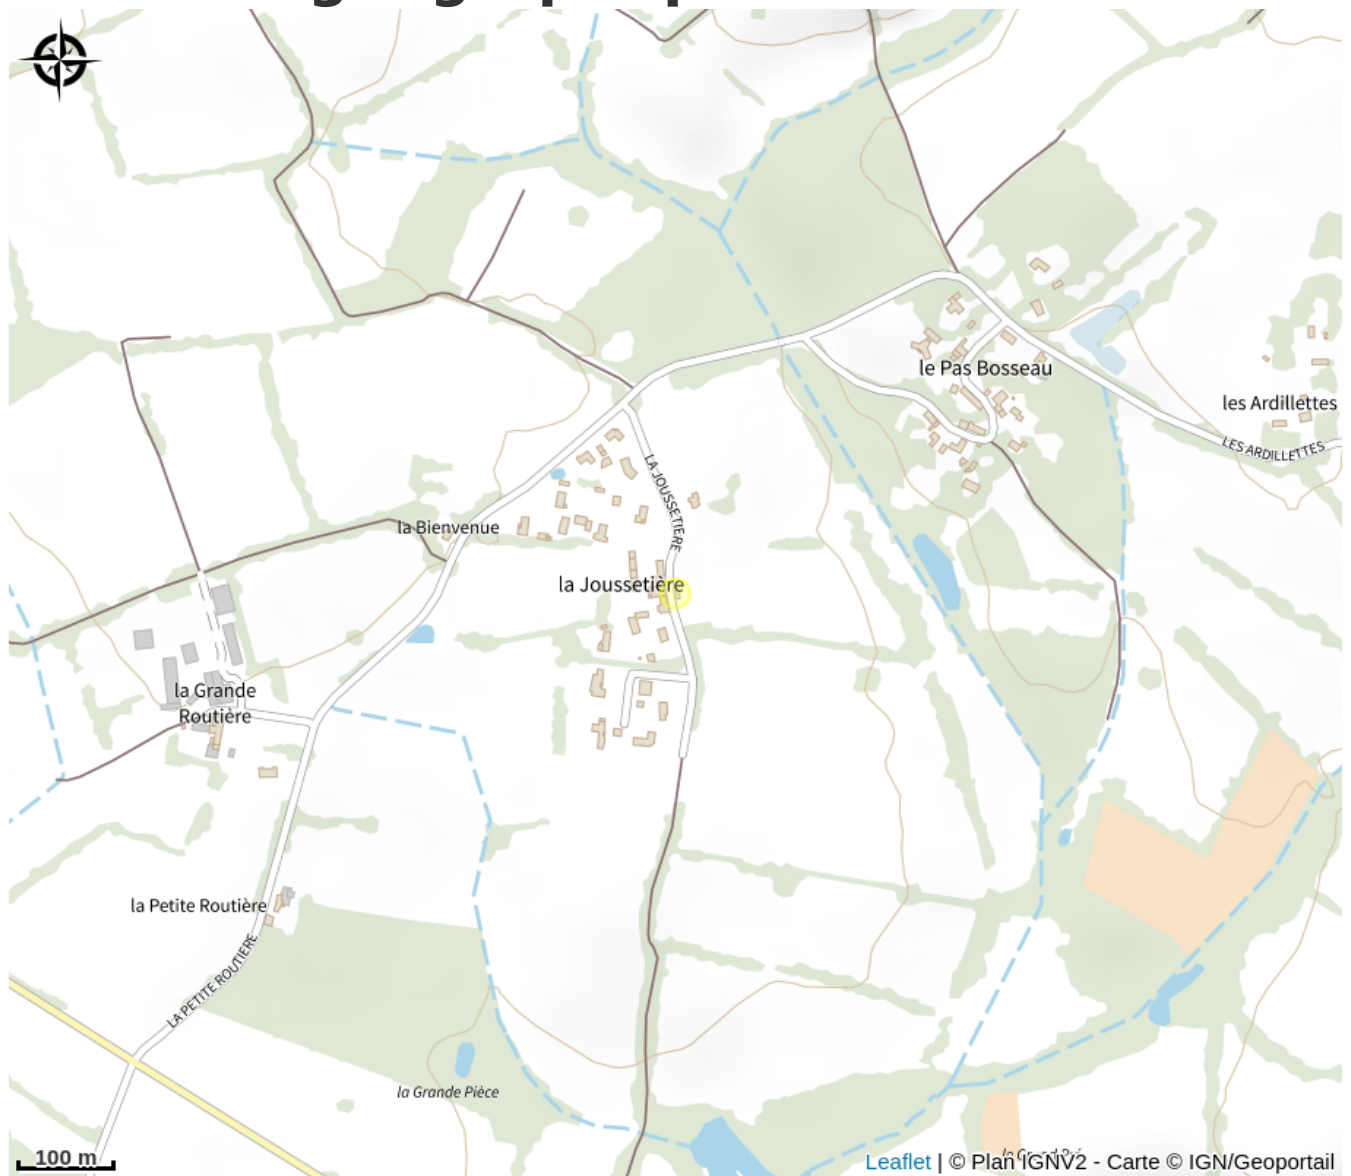 le Pas Bosseau
les Ardillettes
LES ARDILLETTES
LA JOUSSETIERE
la Bienvenue
la Joussetière
la Grande
Routière
la Petite Routière
LA PETITE ROUTIERE
la Grande Pièce
100 m
Leaflet | © Plan IGNV2 - Carte © IGN/Geoportail